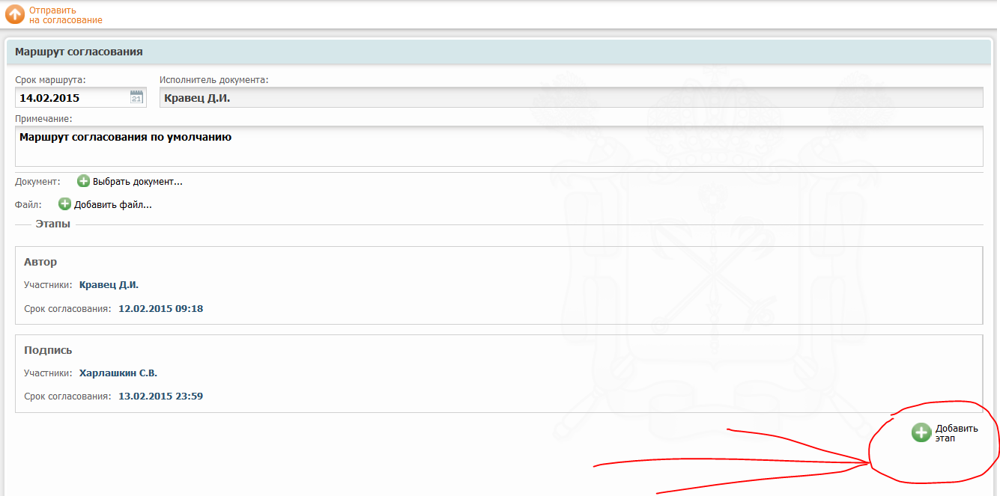 Отправить
на согласование
Маршрут согласования
Срок маршрута: Исполнитель документа:
14.02.2015 21 Кравец Д.И.
Примечание:
Маршрут согласования по умолчанию
Документ: Выбрать документ...
Файл: Добавить файл...
Этапы
Автор
Участники: Кравец Д.И.
Срок согласования: 12.02.2015 09:18
Подпись
Участники: Харлашкин С.В.
Срок согласования: 13.02.2015 23:59
Добавить
этап